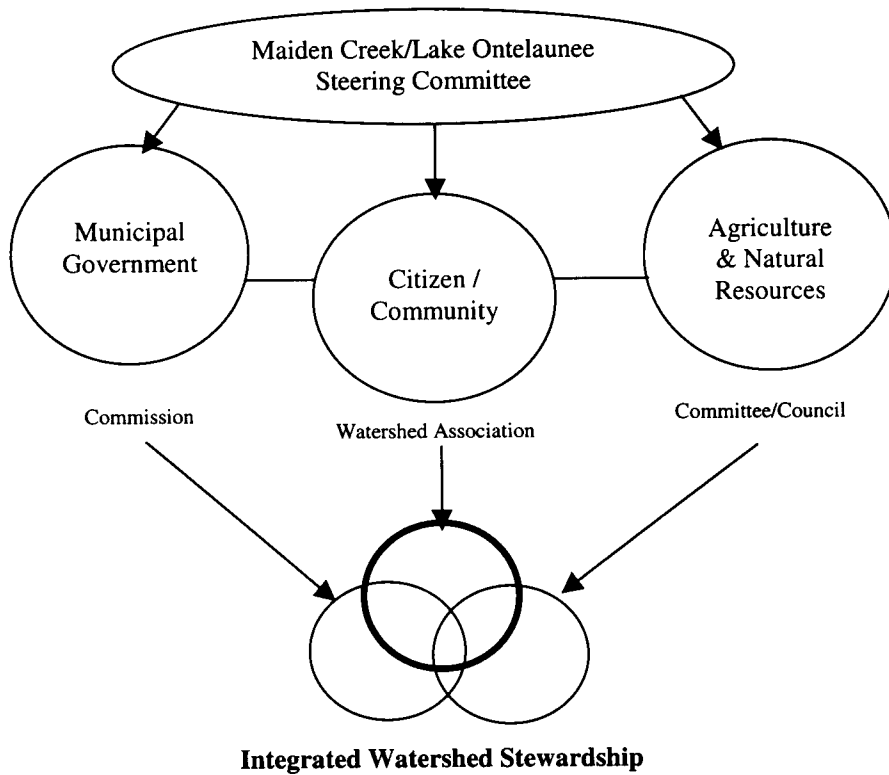 Maiden Creek/Lake Ontelaunee
Steering Committee
Municipal
Government
Citizen /
Community
Agriculture
& Natural
Resources
Commission
Watershed Association
Committee/Council
Integrated Watershed Stewardship